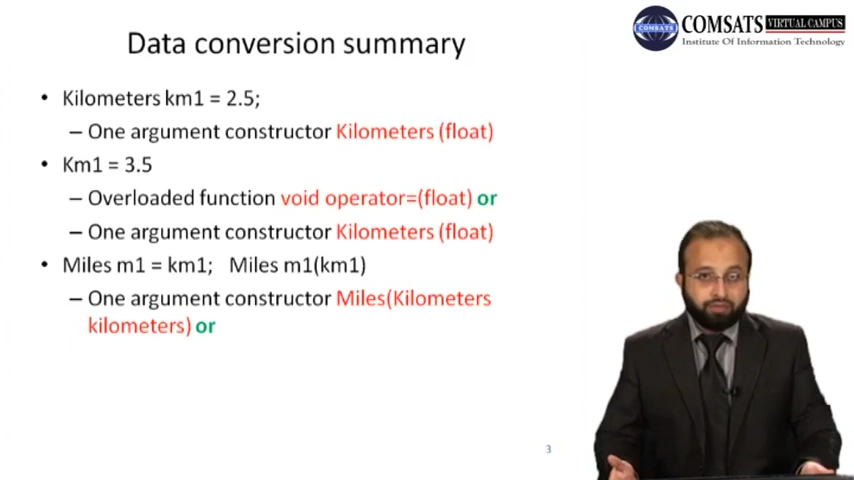 COMSATS VIRTUAL CAMPUS
COMSATS Institute Of Information Technology
Data conversion summary
• Kilometers km1 = 2.5;
– One argument constructor Kilometers (float)
• Km1 = 3.5
– Overloaded function void operator=(float) or
– One argument constructor Kilometers (float)
• Miles m1 = km1; Miles m1(km1)
– One argument constructor Miles(Kilometers
kilometers) or
3